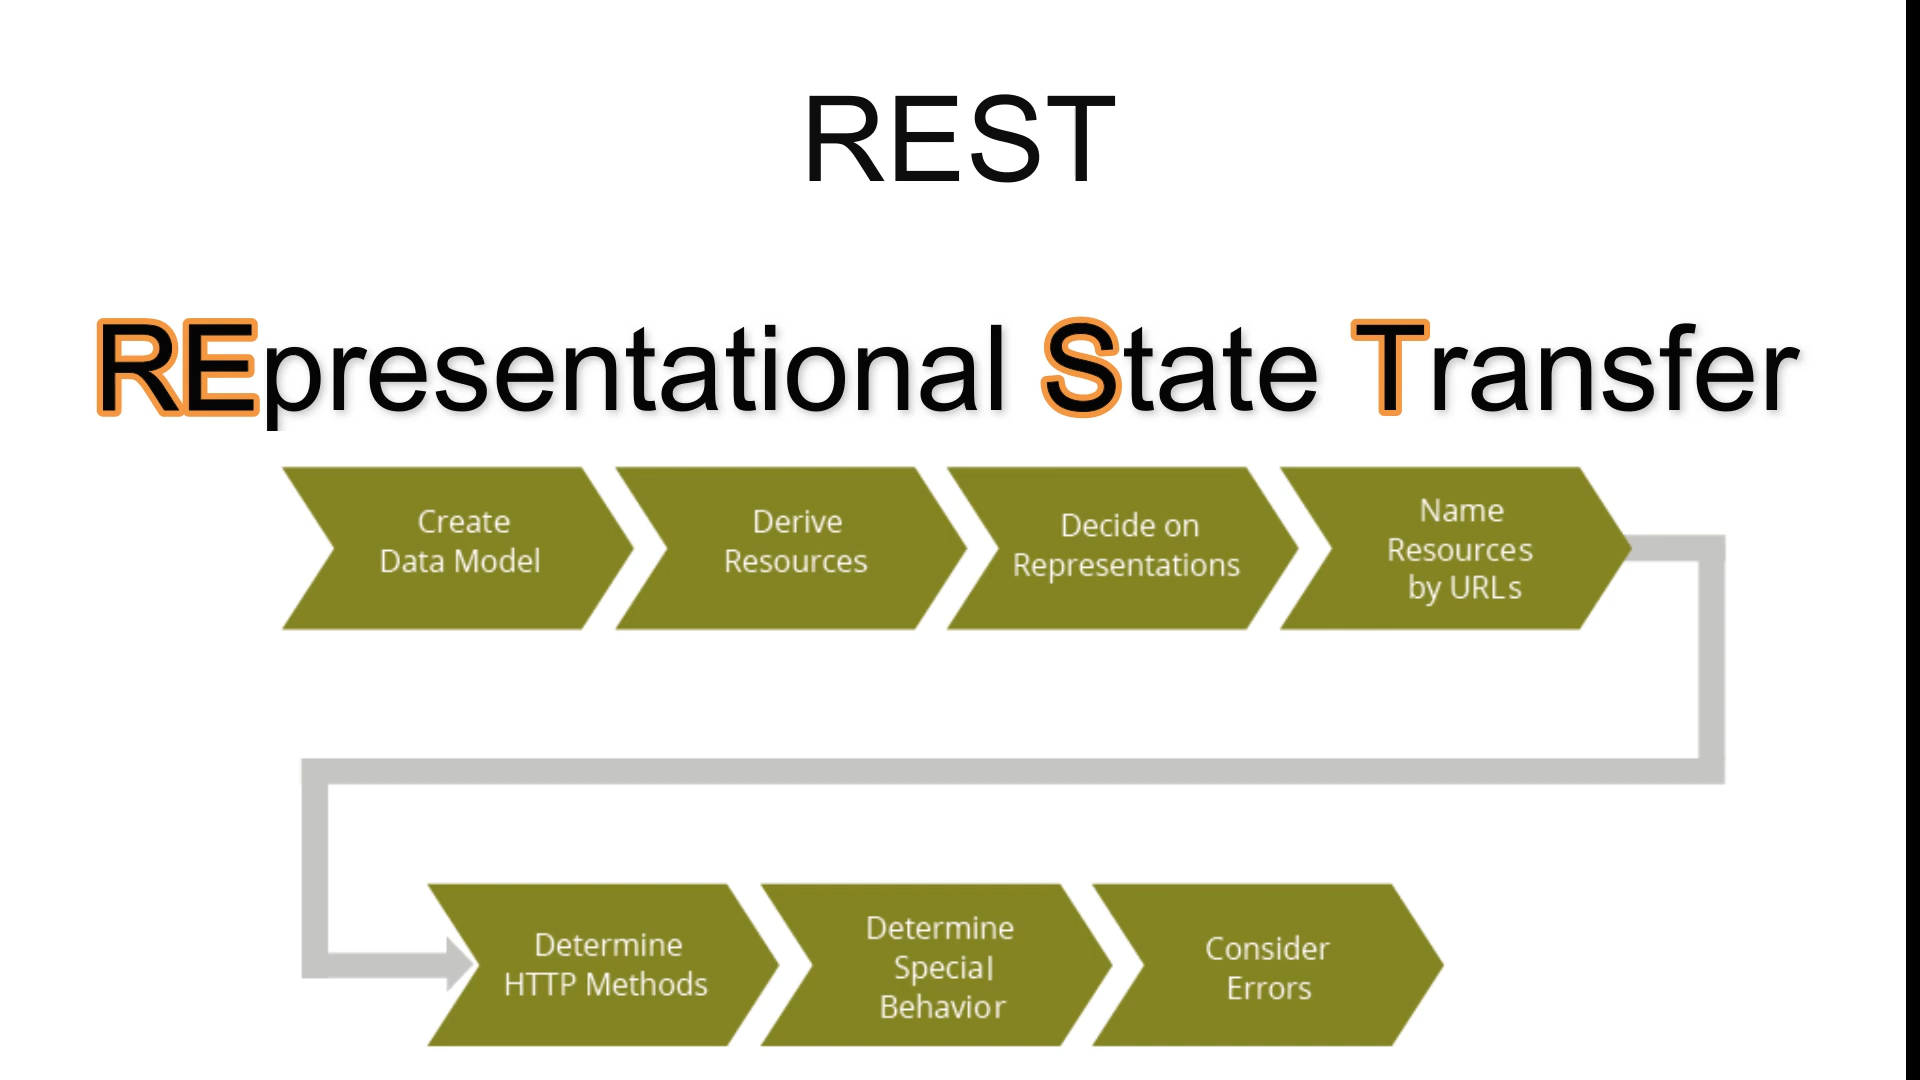 REST
REpresentational State Transfer
Create
Data Model
Derive
Resources
Decide on
Representations
Name
Resources
by URLs
Determine
HTTP Methods
Determine
Special
Behavior
Consider
Errors